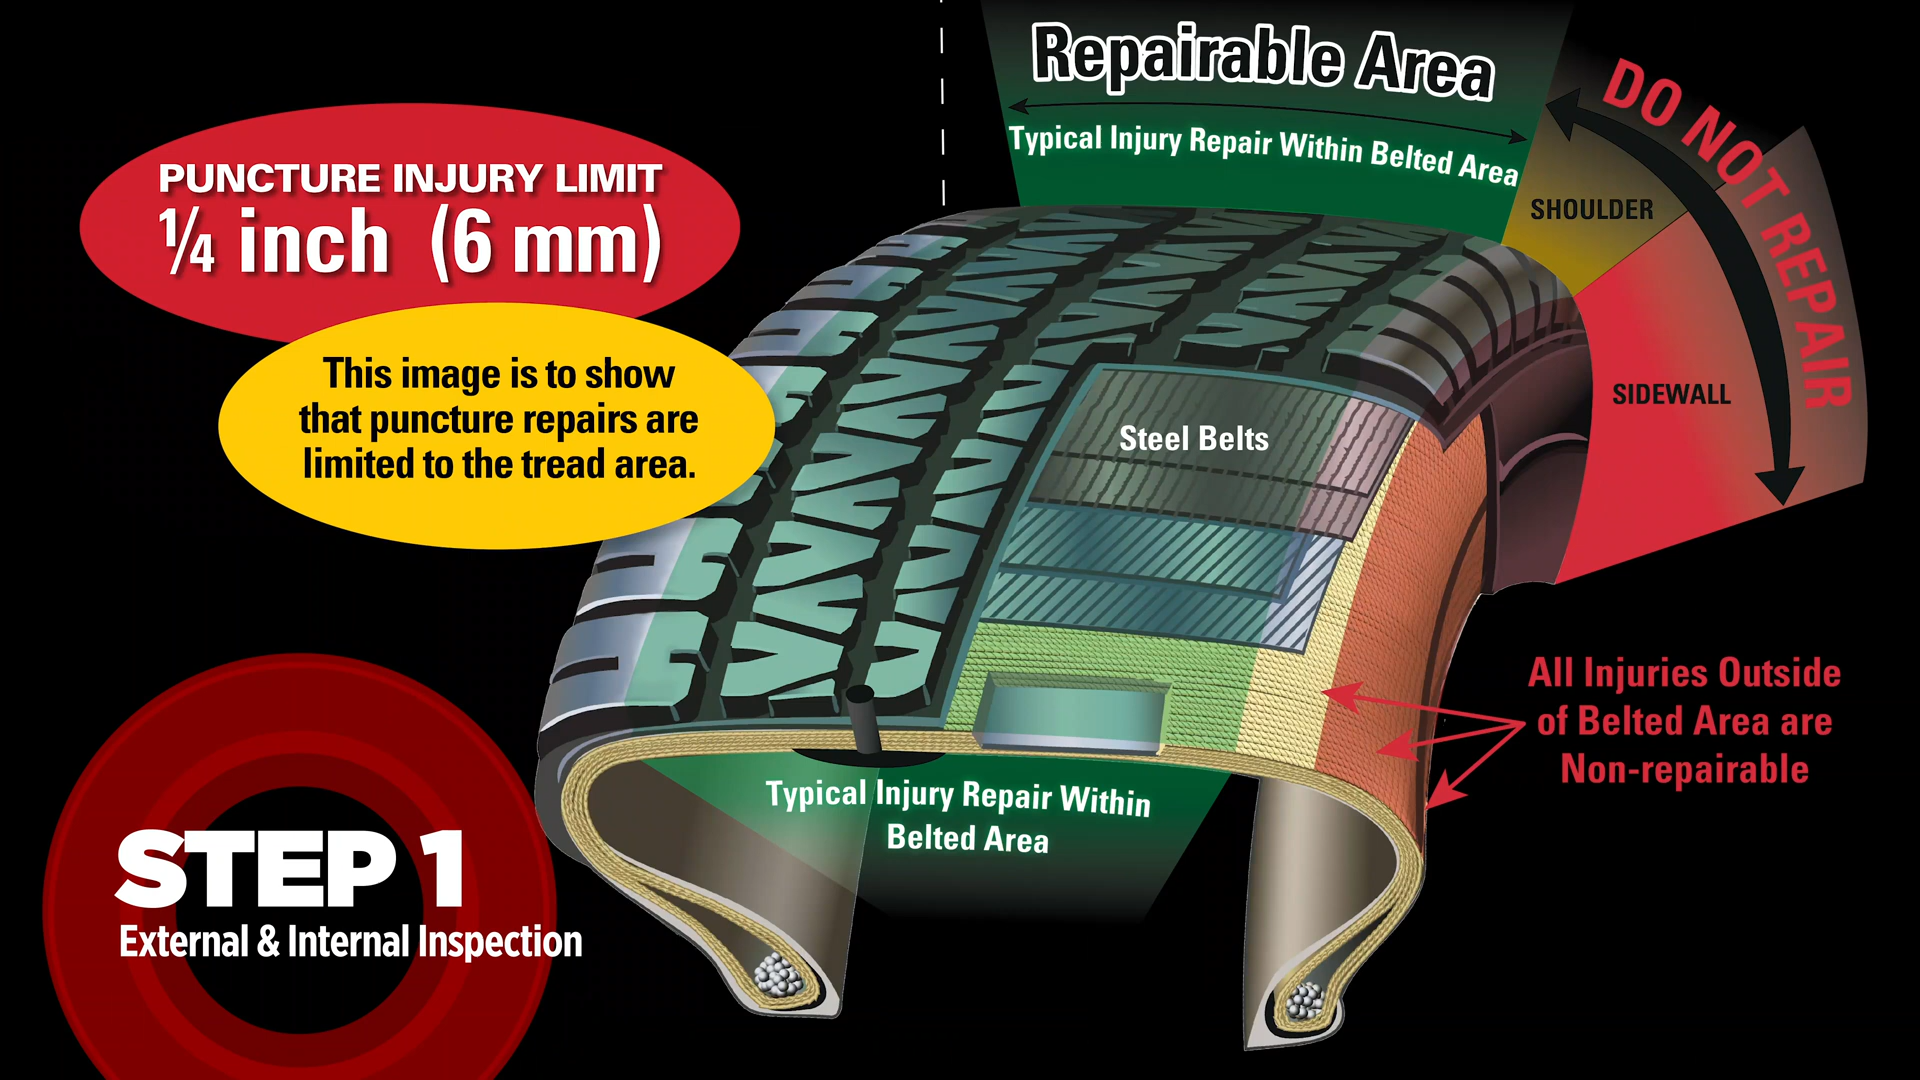 Repairable Area
Typical Injury Repair Within Belted Area
DO NOT REPAIR
SHOULDER
SIDEWALL
PUNCTURE INJURY LIMIT
¼ inch (6 mm)
This image is to show
that puncture repairs are
limited to the tread area.
Steel Belts
All Injuries Outside
of Belted Area are
Non-repairable
Typical Injury Repair Within
Belted Area
STEP 1
External & Internal Inspection